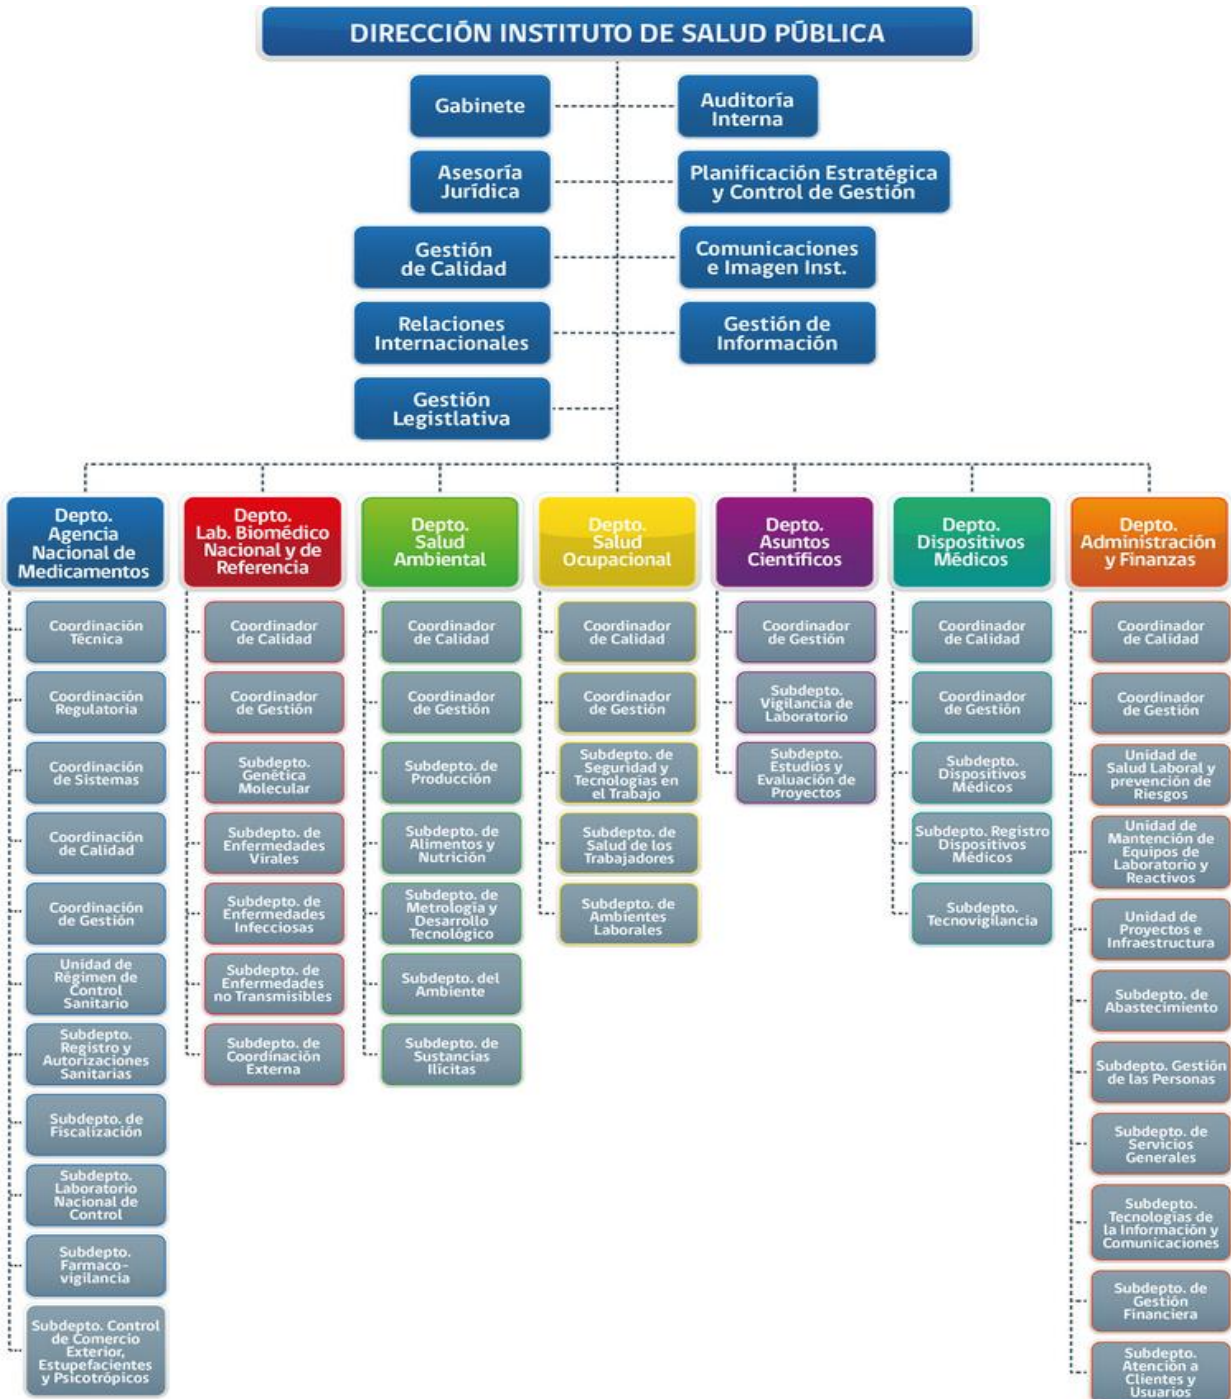 DIRECCIÓN INSTITUTO DE SALUD PÚBLICA
Gabinete
Auditoría
Interna
Asesoría
Jurídica
Planificación Estratégica
y Control de Gestión
Gestión
de Calidad
Comunicaciones
e Imagen Inst.
Relaciones
Internacionales
Gestión de
Información
Gestión
Legistlativa
Depto.
Agencia
Nacional de
Medicamentos
Coordinación
Técnica
Coordinación
Regulatoria
Coordinación
de Sistemas
Coordinación
de Calidad
Coordinación
de Gestión
Unidad de
Régimen de
Control
Sanitario
Subdepto.
Registro y
Autorizaciones
Sanitarias
Subdepto. de
Fiscalización
Subdepto.
Laboratorio
Nacional de
Control
Subdepto.
Farmaco-
vigilancia
Subdepto. Control
de Comercio
Exterior,
Estupefacientes
y Psicotrópicos
Depto.
Lab. Biomédico
Nacional y de
Referencia
Coordinador
de Calidad
Coordinador
de Gestión
Subdepto.
Genética
Molecular
Subdepto. de
Enfermedades
Virales
Subdepto. de
Enfermedades
Infecciosas
Subdepto. de
Enfermedades
no Transmisibles
Subdepto. de
Coordinación
Externa
Depto.
Salud
Ambiental
Coordinador
de Calidad
Coordinador
de Gestión
Subdepto. de
Producción
Subdepto. de
Alimentos y
Nutrición
Subdepto. de
Metrología y
Desarrollo
Tecnológico
Subdepto. del
Ambiente
Subdepto. de
Sustancias
Ilícitas
Depto.
Salud
Ocupacional
Coordinador
de Calidad
Coordinador
de Gestión
Subdepto. de
Seguridad y
Tecnologías en
el Trabajo
Subdepto. de
Salud de los
Trabajadores
Subdepto. de
Ambientes
Laborales
Depto.
Asuntos
Científicos
Coordinador
de Gestión
Subdepto.
Vigilancia de
Laboratorio
Subdepto.
Estudios y
Evaluación de
Proyectos
Depto.
Dispositivos
Médicos
Coordinador
de Calidad
Coordinador
de Gestión
Subdepto.
Dispositivos
Médicos
Subdepto. Registro
Dispositivos
Médicos
Subdepto.
Tecnovigilancia
Depto.
Administración
y Finanzas
Coordinador
de Calidad
Coordinador
de Gestión
Unidad de
Salud Laboral y
prevención de
Riesgos
Unidad de
Mantención de
Equipos de
Laboratorio y
Reactivos
Unidad de
Proyectos e
Infraestructura
Subdepto. de
Abastecimiento
Subdepto. Gestión
de las Personas
Subdepto. de
Servicios
Generales
Subdepto.
Tecnologías de
la Información y
Comunicaciones
Subdepto. de
Gestión
Financiera
Subdepto.
Atención a
Clientes y
Usuarios